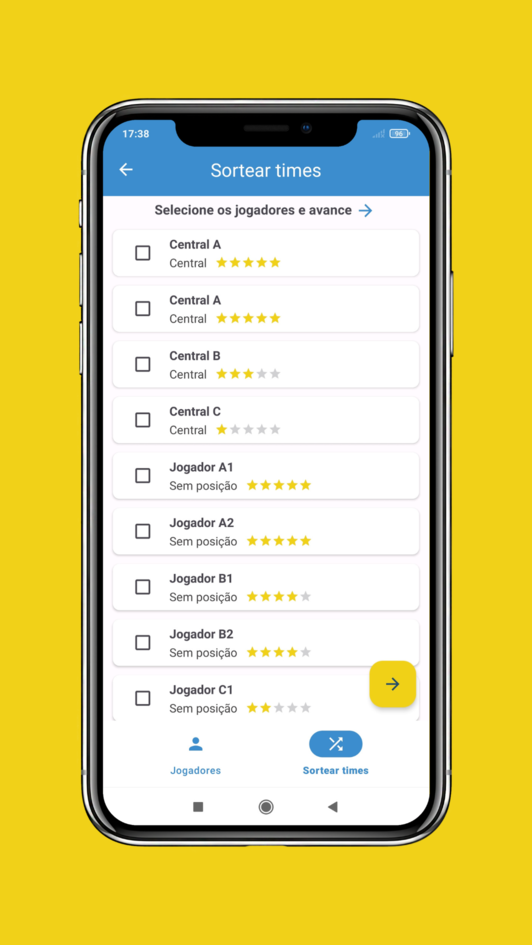 17:38
96
Sortear times
Selecione os jogadores e avance
Central A
Central
Central A
Central
Central B
Central
Central C
Central
Jogador A1
Sem posição
Jogador A2
Sem posição
Jogador B1
Sem posição
Jogador B2
Sem posição
Jogador C1
Sem posição
Jogadores
Sortear times